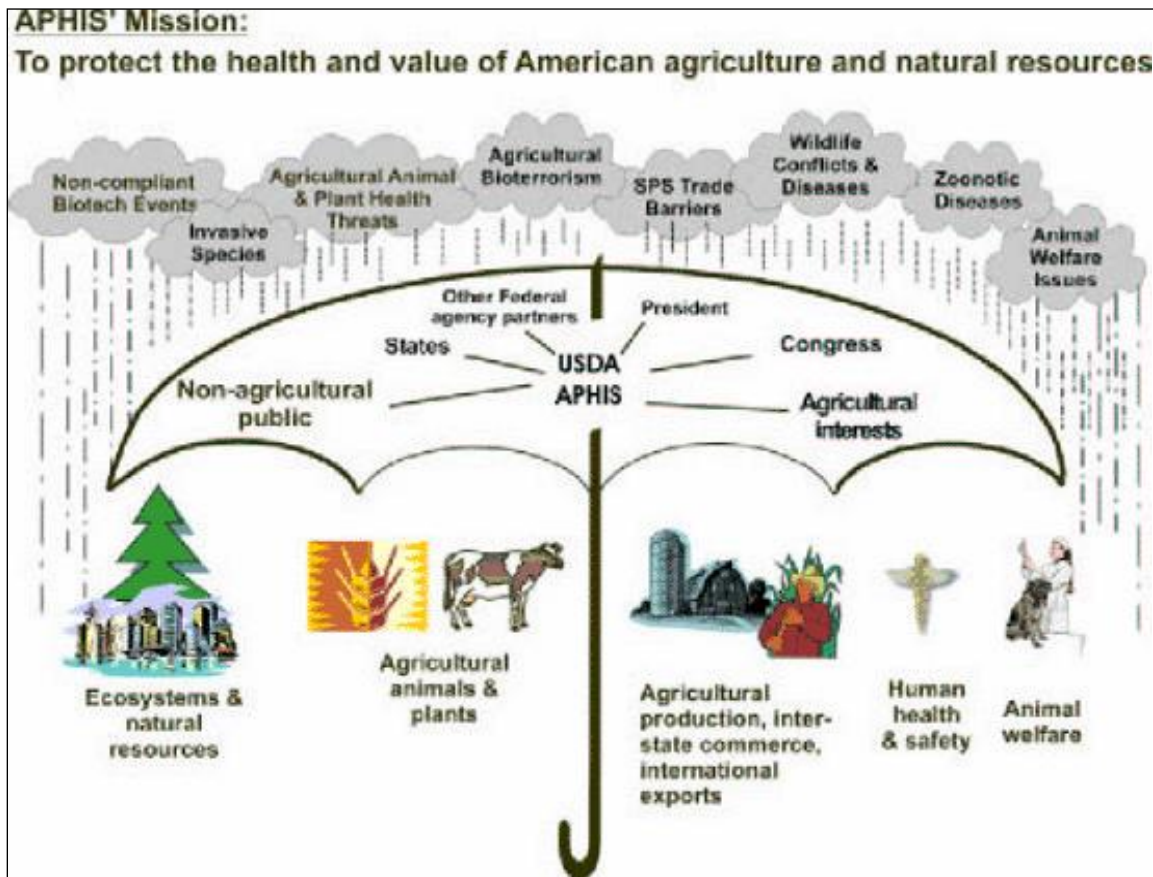 APHIS' Mission:
To protect the health and value of American agriculture and natural resources
Non-compliant
Biotech Events
Invasive
Species
Agricultural Animal
& Plant Health
Threats
Agricultural
Bioterrorism
SPS Trade
Barriers
Wildlife
Conflicts &
Diseases
Zoonotic
Diseases
Animal
Welfare
Issues
Other Federal
agency partners
President
States
Congress
USDA
APHIS
Non-agricultural
public
Agricultural
interests
Ecosystems &
natural
resources
Agricultural
animals &
plants
Agricultural
production, inter-
state commerce,
international
exports
Human
health
& safety
Animal
welfare